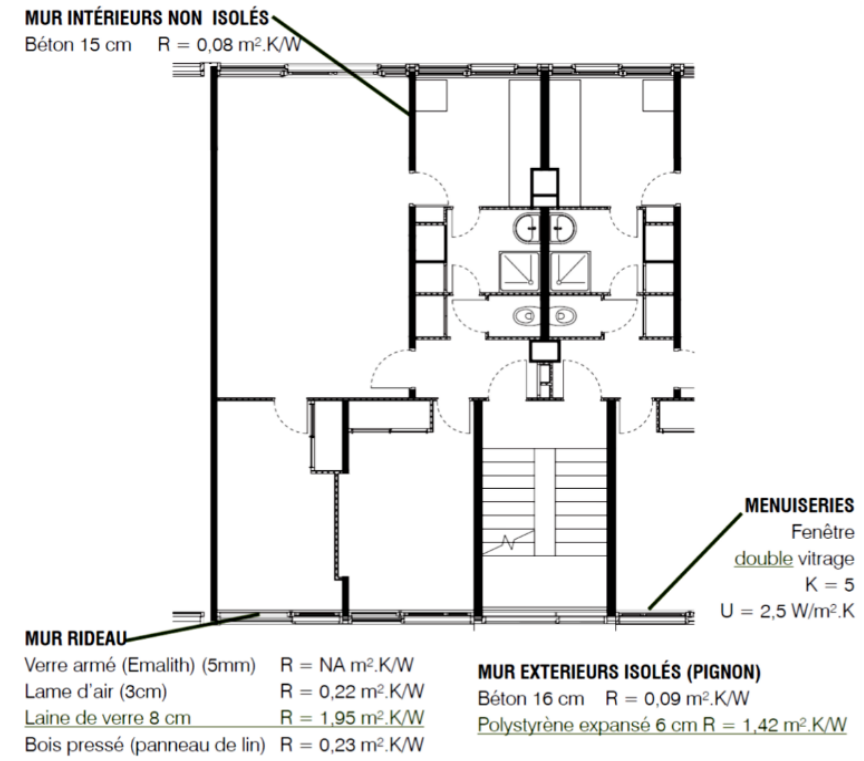 MUR INTÉRIEURS NON ISOLÉS
Béton 15 cm R = 0,08 m².K/W
MENUISERIES
Fenêtre
double vitrage
K = 5
U = 2,5 W/m².K
MUR RIDEAU
Verre armé (Emalith) (5mm) R = NA m².K/W
Lame d'air (3cm) R = 0,22 m².K/W
Laine de verre 8 cm R = 1,95 m².K/W
Bois pressé (panneau de lin) R = 0,23 m².K/W
MUR EXTERIEURS ISOLÉS (PIGNON)
Béton 16 cm R = 0,09 m².K/W
Polystyrène expansé 6 cm R = 1,42 m².K/W